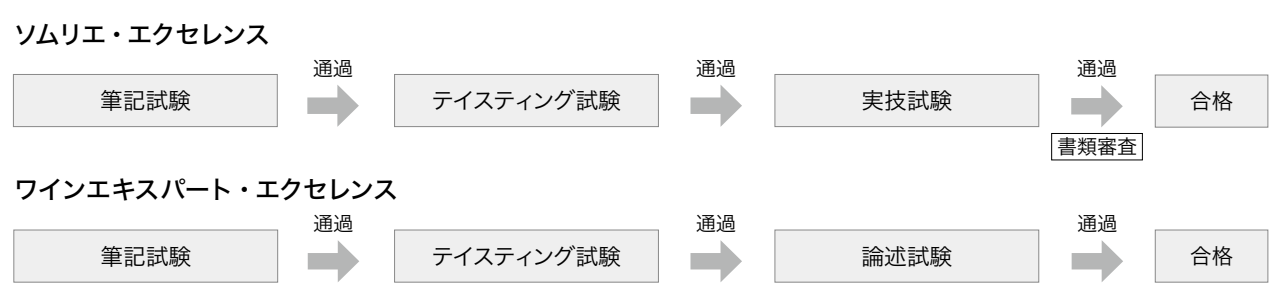 ソムリエ・エクセレンス
通過 通過 通過
筆記試験 テイスティング試験 実技試験 合格
書類審査
ワインエキスパート・エクセレンス
通過 通過 通過
筆記試験 テイスティング試験 論述試験 合格